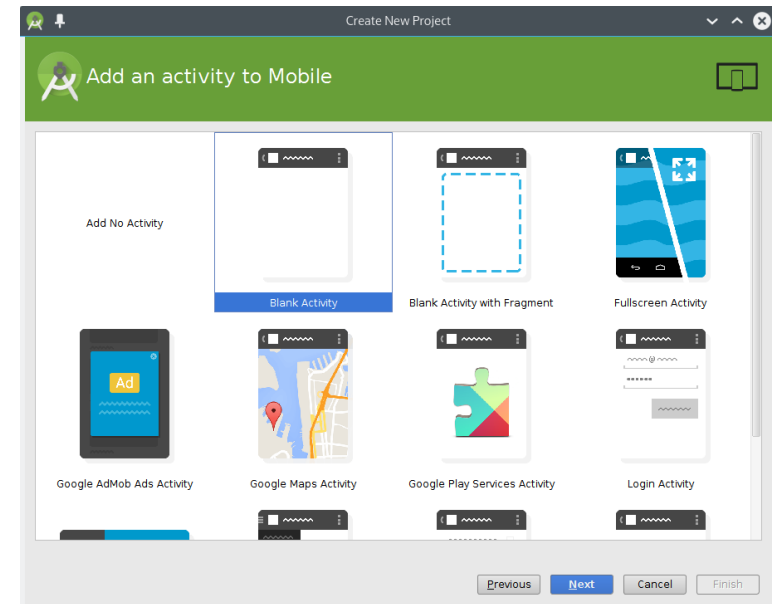 Create New Project
Add an activity to Mobile
Add No Activity
Blank Activity
Blank Activity with Fragment
Fullscreen Activity
Ad
Google AdMob Ads Activity
Google Maps Activity
Google Play Services Activity
@
Login Activity
Previous
Next
Cancel
Finish